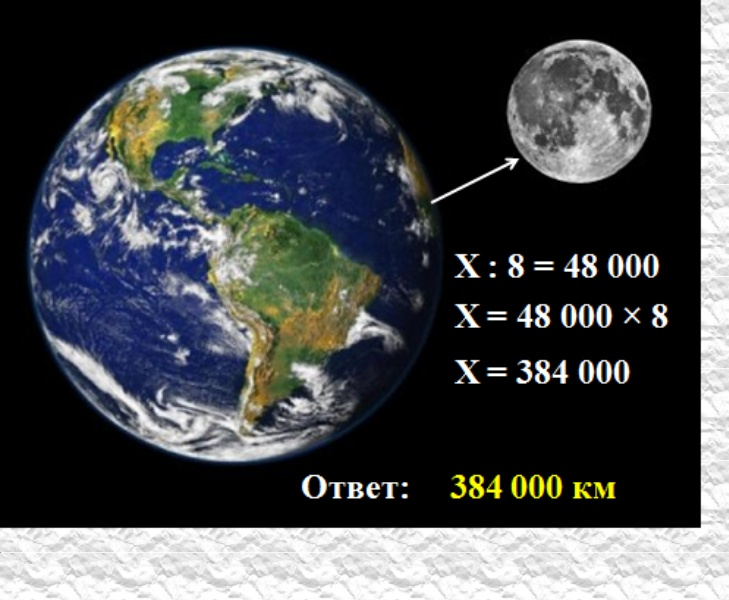 X : 8 = 48 000
X = 48 000 × 8
X = 384 000
Ответ: 384 000 км